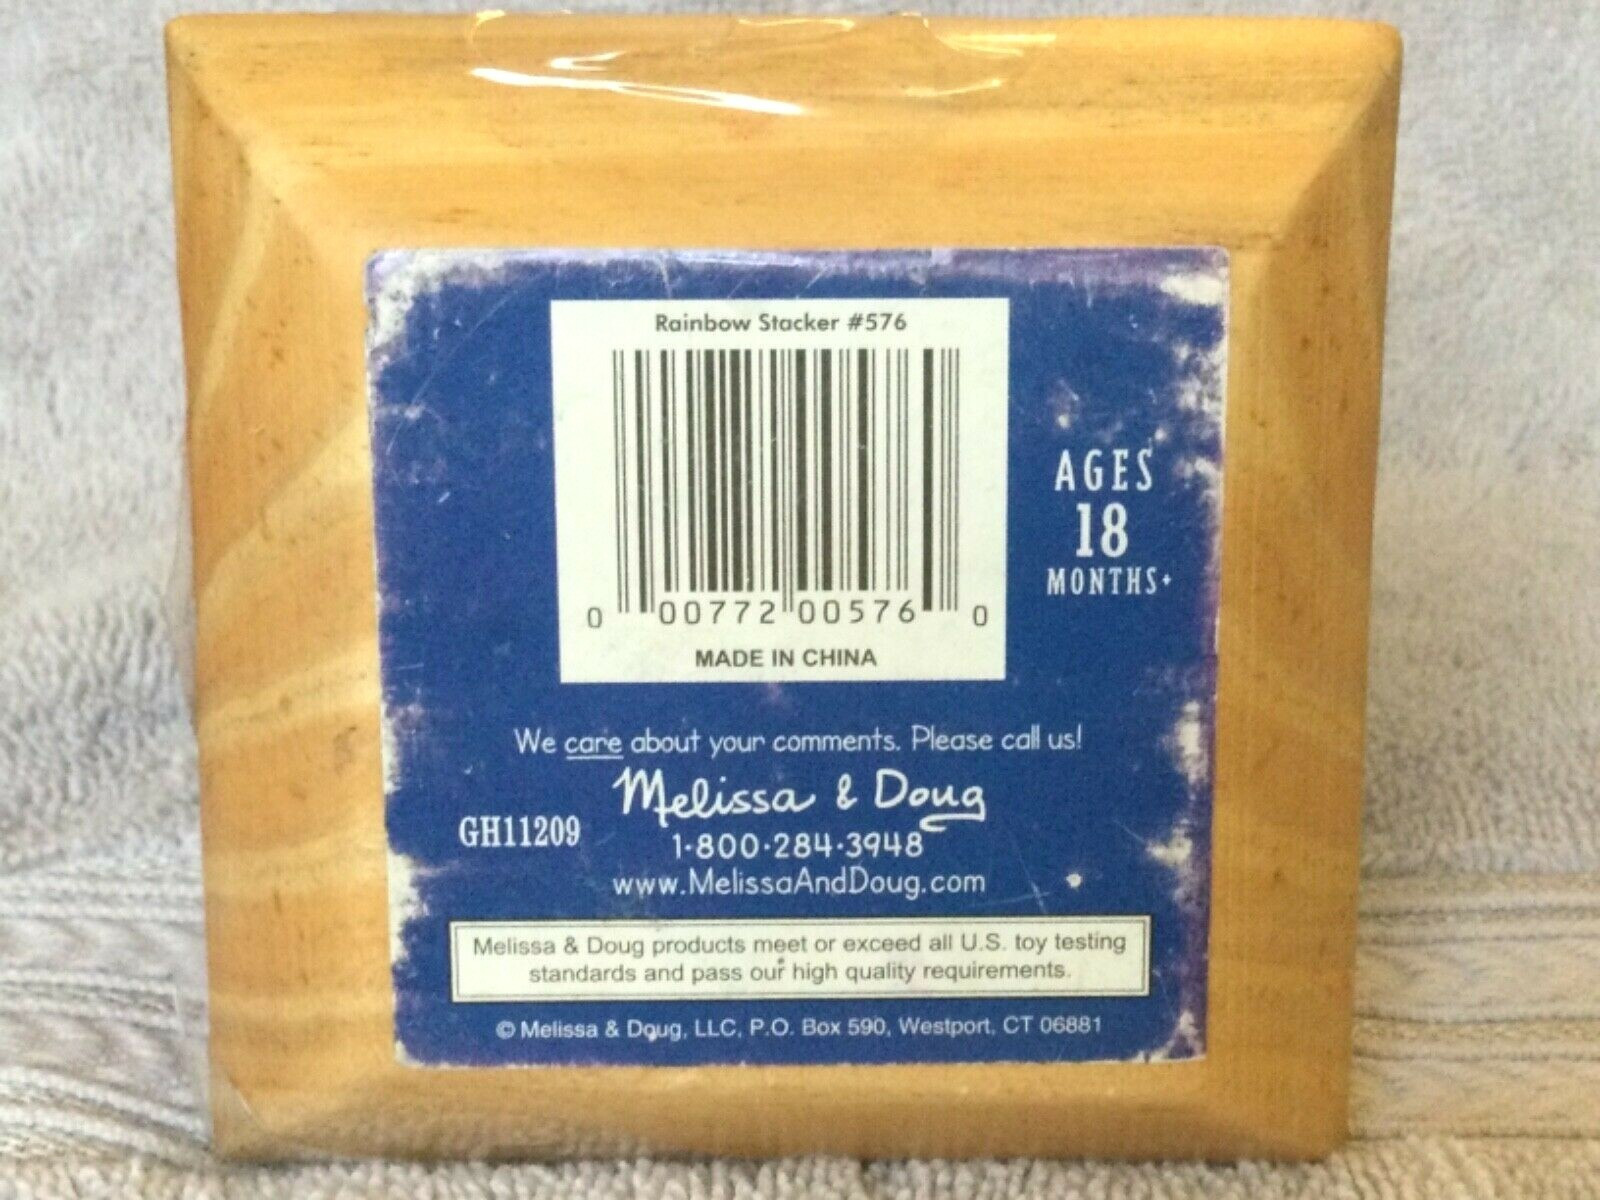 Rainbow Stacker #576
0 00772 00576 0
MADE IN CHINA
AGES
18
MONTHS+
We care about your comments. Please call us!
Melissa & Doug
GH11209
1-800-284-3948
www.MelissaAndDoug.com
Melissa & Doug products meet or exceed all U.S. toy testing
standards and pass our high quality requirements.
© Melissa & Doug, LLC, P.O. Box 590, Westport, CT 06881